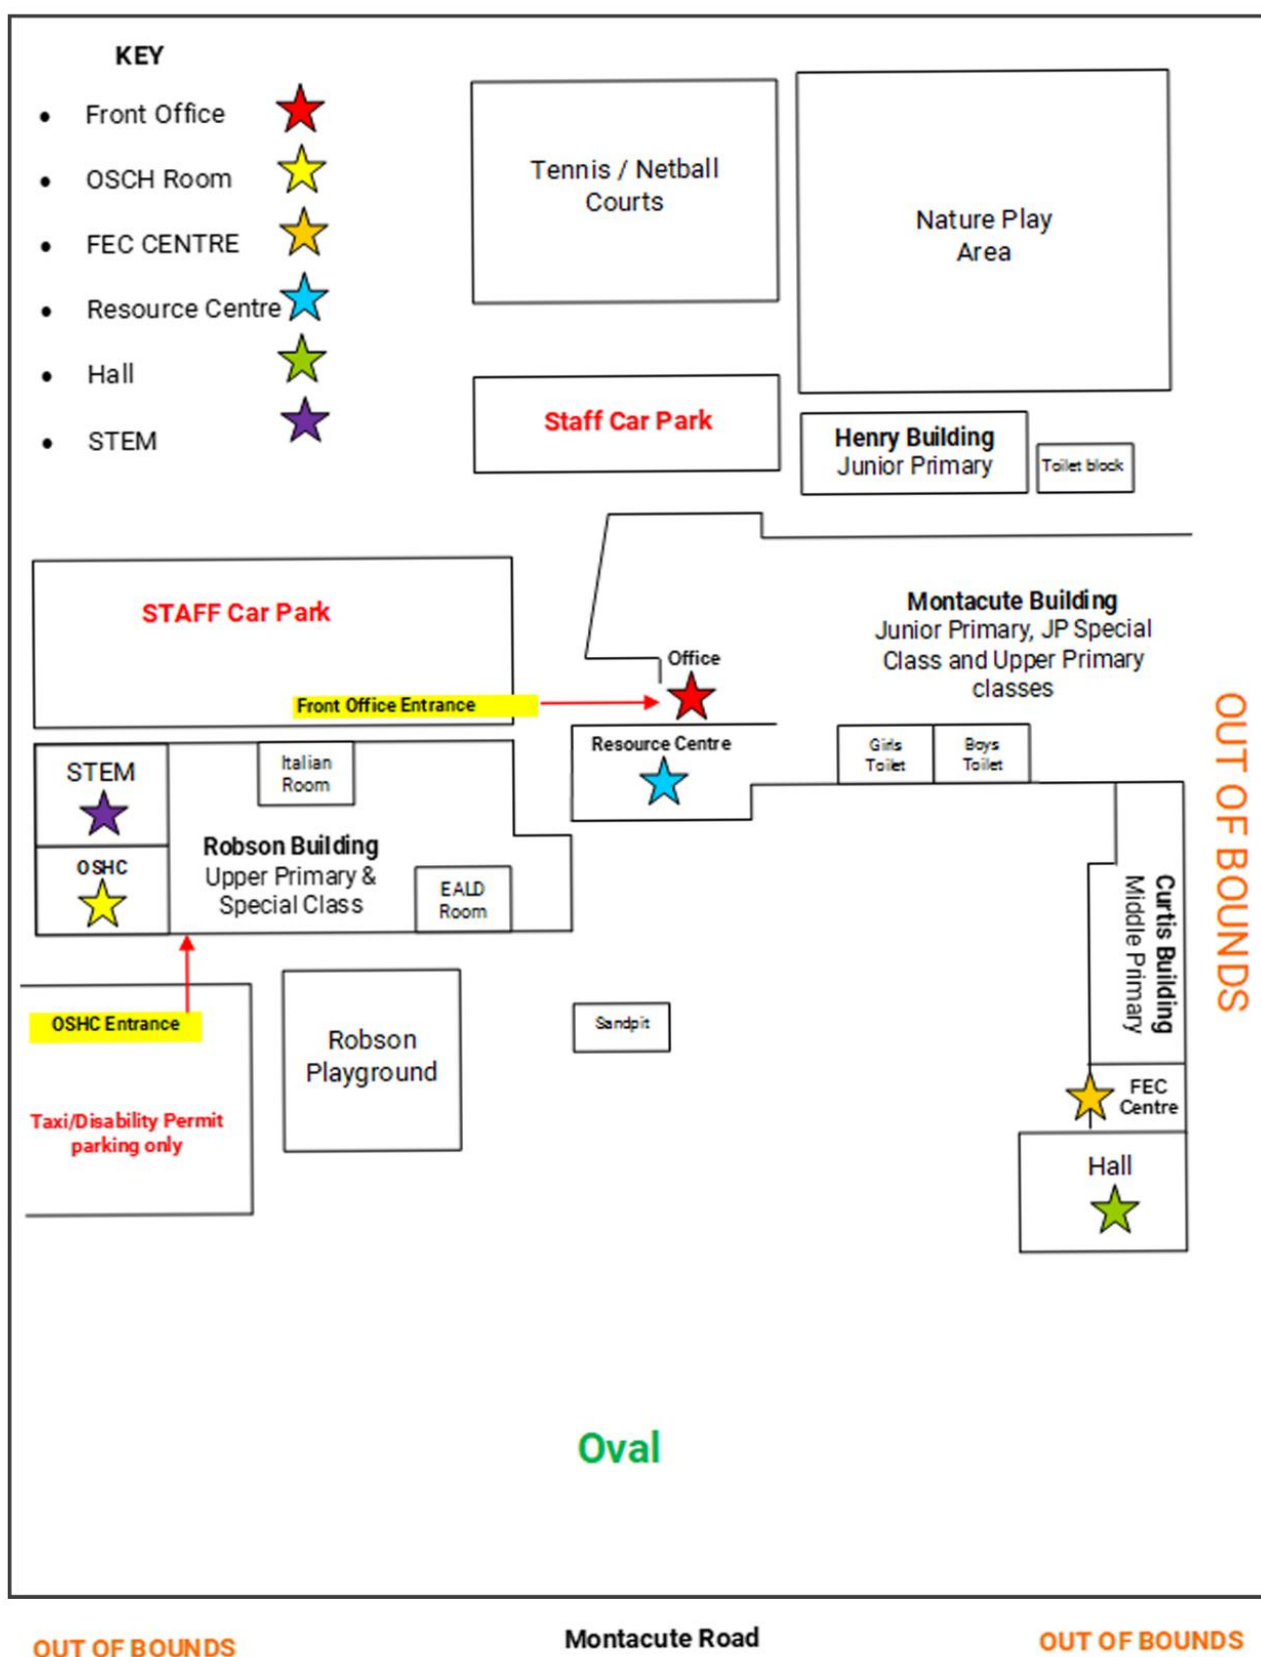 KEY
• Front Office
• OSCH Room
• FEC CENTRE
• Resource Centre
• Hall
• STEM
Tennis / Netball
Courts
Nature Play
Area
Staff Car Park
Henry Building
Junior Primary
Toilet block
STAFF Car Park
Montacute Building
Junior Primary, JP Special
Class and Upper Primary
classes
Office
Front Office Entrance
Resource Centre
Girls
Toilet
Boys
Toilet
OUT OF BOUNDS
STEM
Italian
Room
OSHC
Robson Building
Upper Primary &
Special Class
EALD
Room
Curtis Building
Middle Primary
OSHC Entrance
Robson
Playground
Sandpit
FEC
Centre
Taxi/Disability Permit
parking only
Hall
Oval
OUT OF BOUNDS
Montacute Road
OUT OF BOUNDS